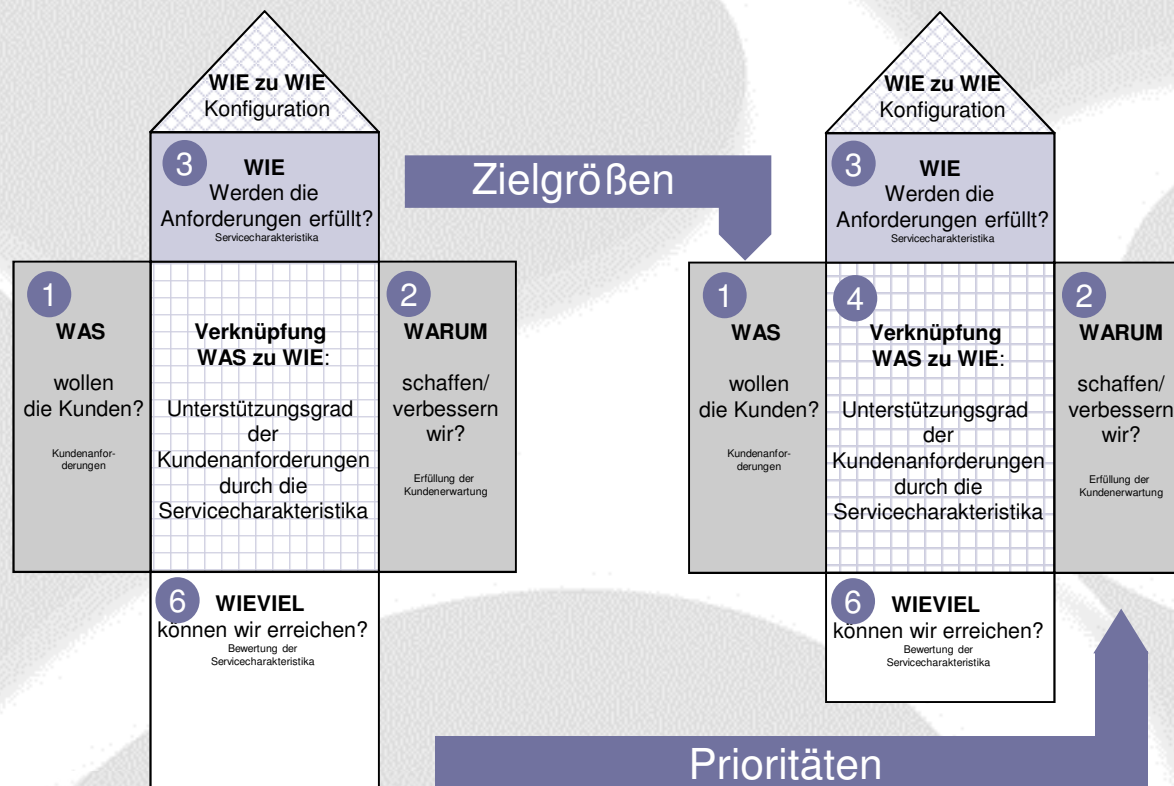 WIE zu WIE
Konfiguration
3
WIE
Werden die
Anforderungen erfüllt?
Servicecharakteristika
1
WAS
wollen
die Kunden?
Kundenanfor-
derungen
Verknüpfung
WAS zu WIE:
Unterstützungsgrad
der
Kundenanforderungen
durch die
Servicecharakteristika
2
WARUM
schaffen/
verbessern
wir?
Erfüllung der
Kundenerwartung
6
WIEVIEL
können wir erreichen?
Bewertung der
Servicecharakteristika
Zielgrößen
WIE zu WIE
Konfiguration
3
WIE
Werden die
Anforderungen erfüllt?
Servicecharakteristika
1
WAS
wollen
die Kunden?
Kundenanfor-
derungen
4
Verknüpfung
WAS zu WIE:
Unterstützungsgrad
der
Kundenanforderungen
durch die
Servicecharakteristika
2
WARUM
schaffen/
verbessern
wir?
Erfüllung der
Kundenerwartung
6
WIEVIEL
können wir erreichen?
Bewertung der
Servicecharakteristika
Prioritäten